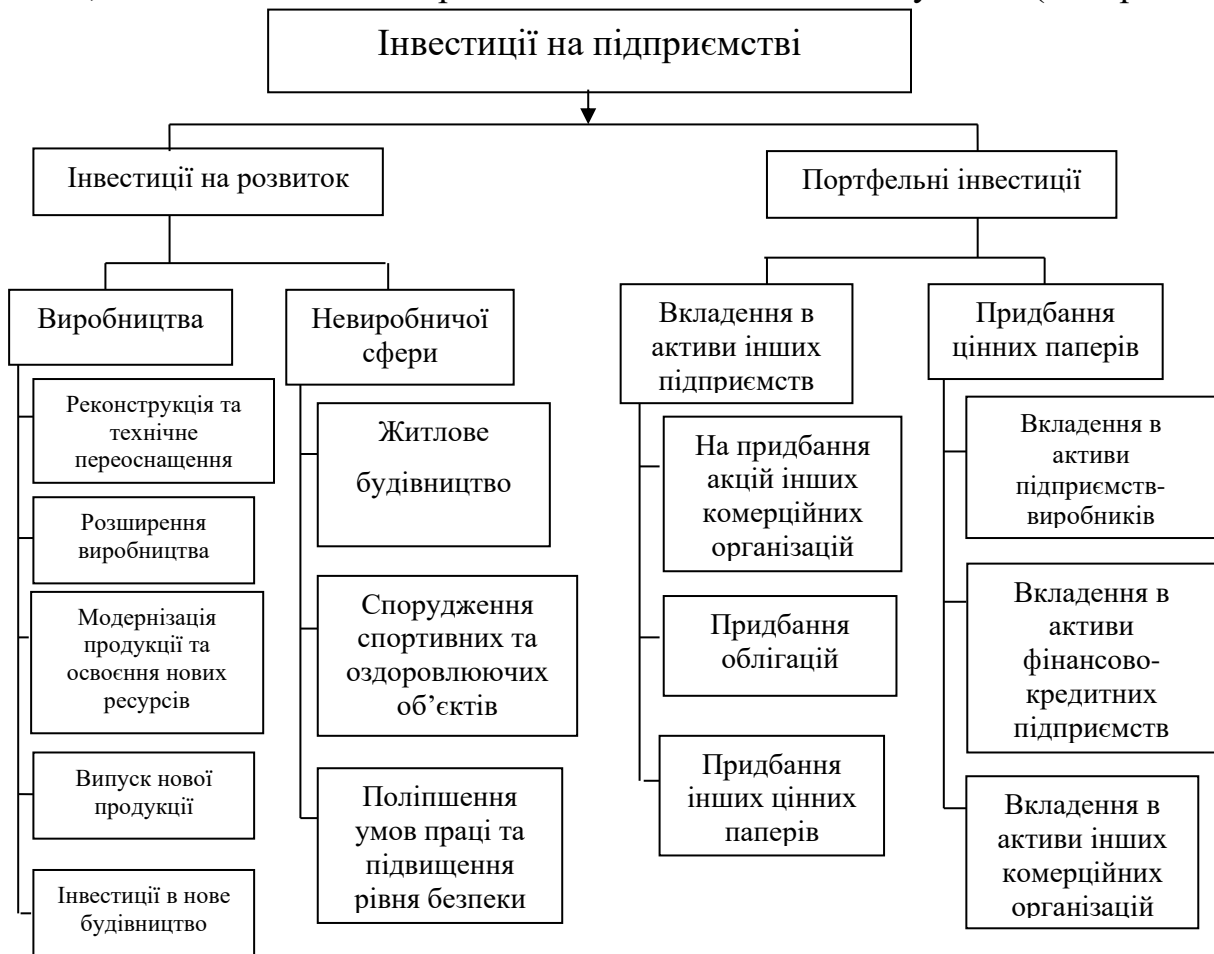 Інвестиції на підприємстві
Інвестиції на розвиток
Портфельні інвестиції
Виробництва
Невиробничої
сфери
Вкладення в
активи інших
підприємств
Придбання
цінних паперів
Реконструкція та
технічне
переоснащення
Розширення
виробництва
Модернізація
продукції та
освоєння нових
ресурсів
Випуск нової
продукції
Інвестиції в нове
будівництво
Житлове
будівництво
Спорудження
спортивних та
оздоровлюючих
об’єктів
Поліпшення
умов праці та
підвищення
рівня безпеки
На придбання
акцій інших
комерційних
організацій
Придбання
облігацій
Придбання
інших цінних
паперів
Вкладення в
активи
підприємств-
виробників
Вкладення в
активи
фінансово-
кредитних
підприємств
Вкладення в
активи інших
комерційних
організацій